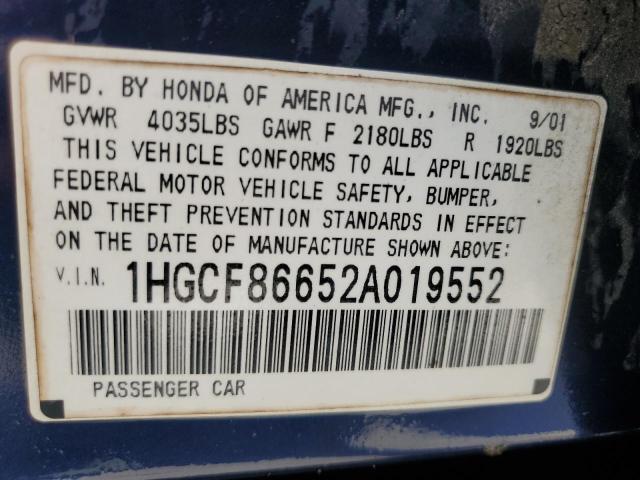 MFD. BY HONDA OF AMERICA MFG., INC. 9/01
GVWR 4035LBS GAWR F 2180LBS R 1920LBS
THIS VEHICLE CONFORMS TO ALL APPLICABLE
FEDERAL MOTOR VEHICLE SAFETY, BUMPER,
AND THEFT PREVENTION STANDARDS IN EFFECT
ON THE DATE OF MANUFACTURE SHOWN ABOVE:
V.I.N. 1HGCF86652A019552
PASSENGER CAR